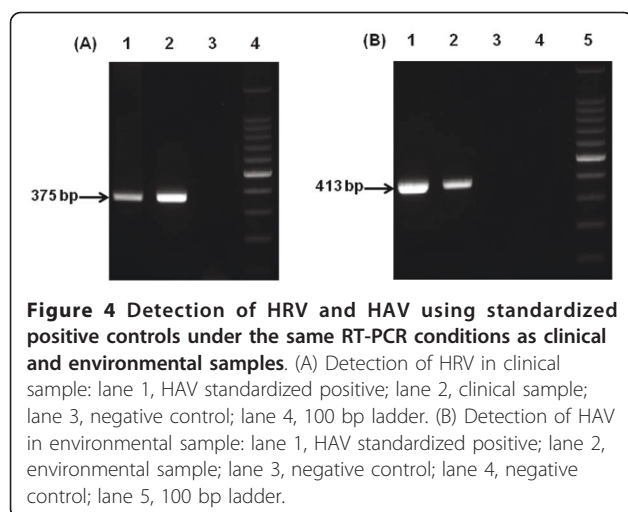 (A) 1 2 3 4 (B) 1 2 3 4 5
375 bp 413 bp
Figure 4 Detection of HRV and HAV using standardized
positive controls under the same RT-PCR conditions as clinical
and environmental samples. (A) Detection of HRV in clinical
sample: lane 1, HAV standardized positive; lane 2, clinical sample;
lane 3, negative control; lane 4, 100 bp ladder. (B) Detection of HAV
in environmental sample: lane 1, HAV standardized positive; lane 2,
environmental sample; lane 3, negative control; lane 4, negative
control; lane 5, 100 bp ladder.